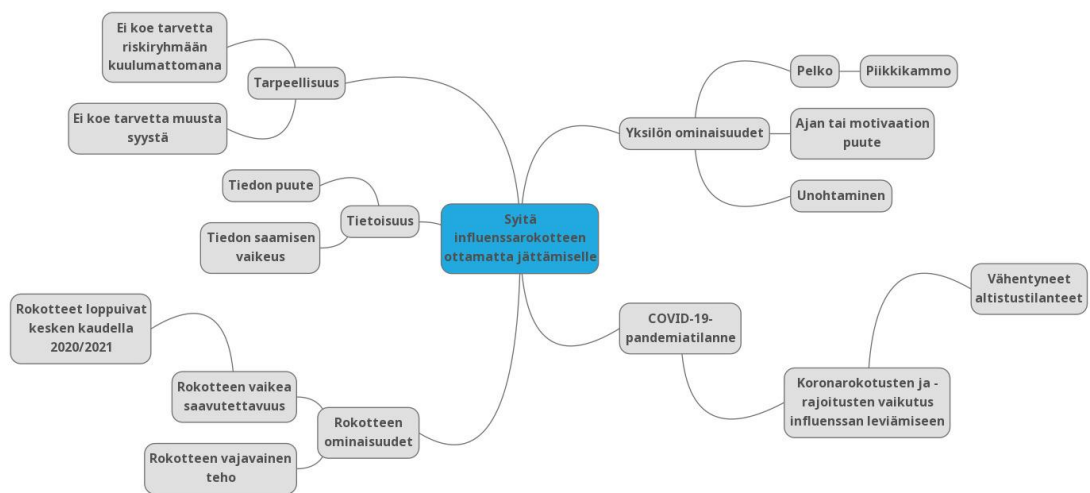 Ei koe tarvetta
riskiryhmään
kuulumattomana
Tarpeellisuus
Ei koe tarvetta muusta
syystä
Tiedon puute
Tietoisuus
Tiedon saamisen
vaikeus
Rokotteet loppuivat
kesken kaudella
2020/2021
Rokotteen vaikea
saavutettavuus
Rokotteen
ominaisuudet
Rokotteen vajavainen
teho
Syitä
influenssarokotteen
ottamatta jättämiselle
Pelko
Piikkikammo
Yksilön ominaisuudet
Ajan tai motivaation
puute
Unohtaminen
COVID-19-
pandemiatilanne
Vähentyneet
altistustilanteet
Koronarokotusten ja -
rajoitusten vaikutus
influenssan leviämiseen